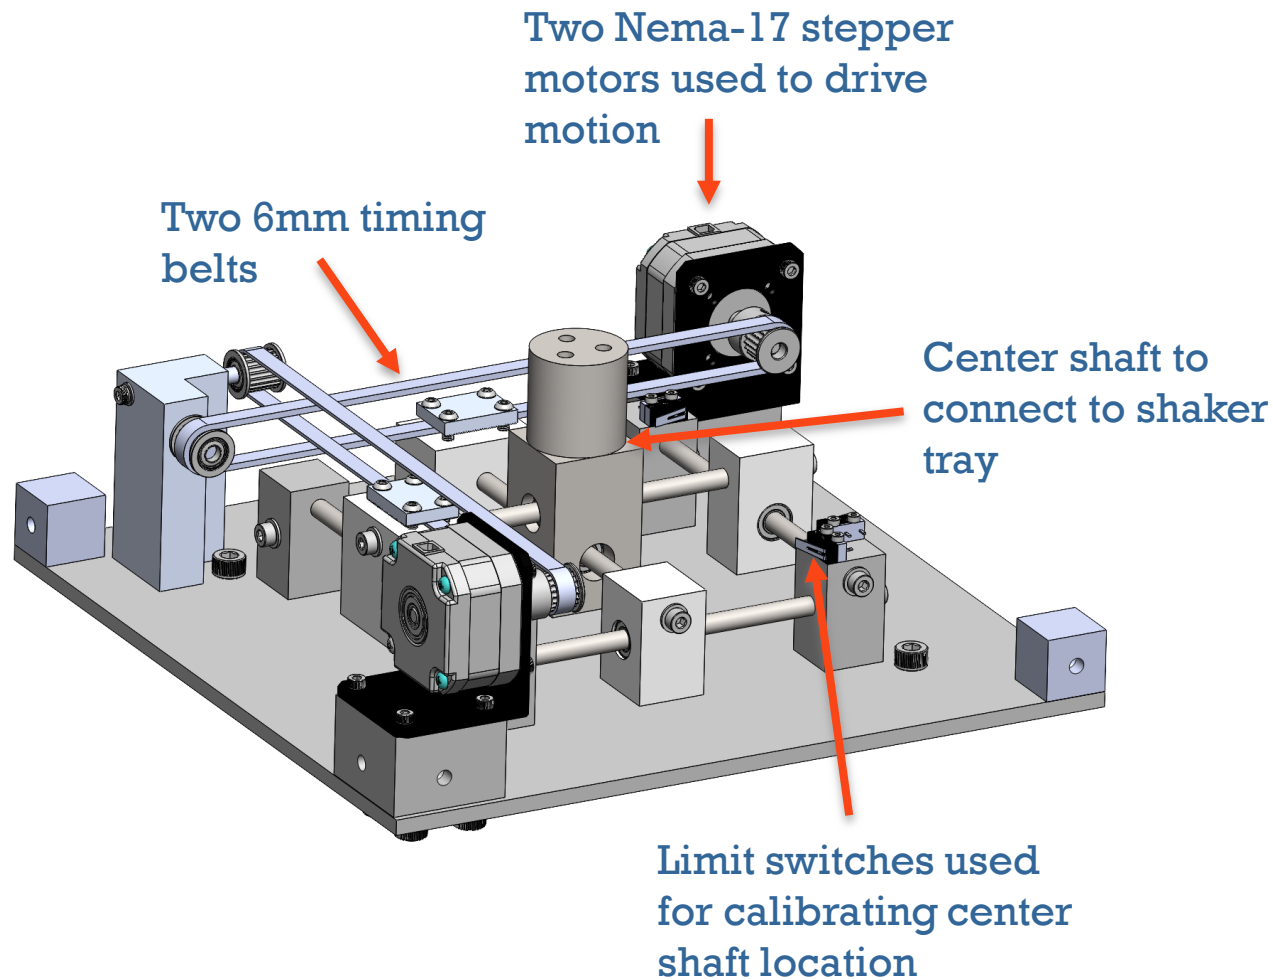 Two Nema-17 stepper
motors used to drive
motion
Two 6mm timing
belts
Center shaft to
connect to shaker
tray
Limit switches used
for calibrating center
shaft location